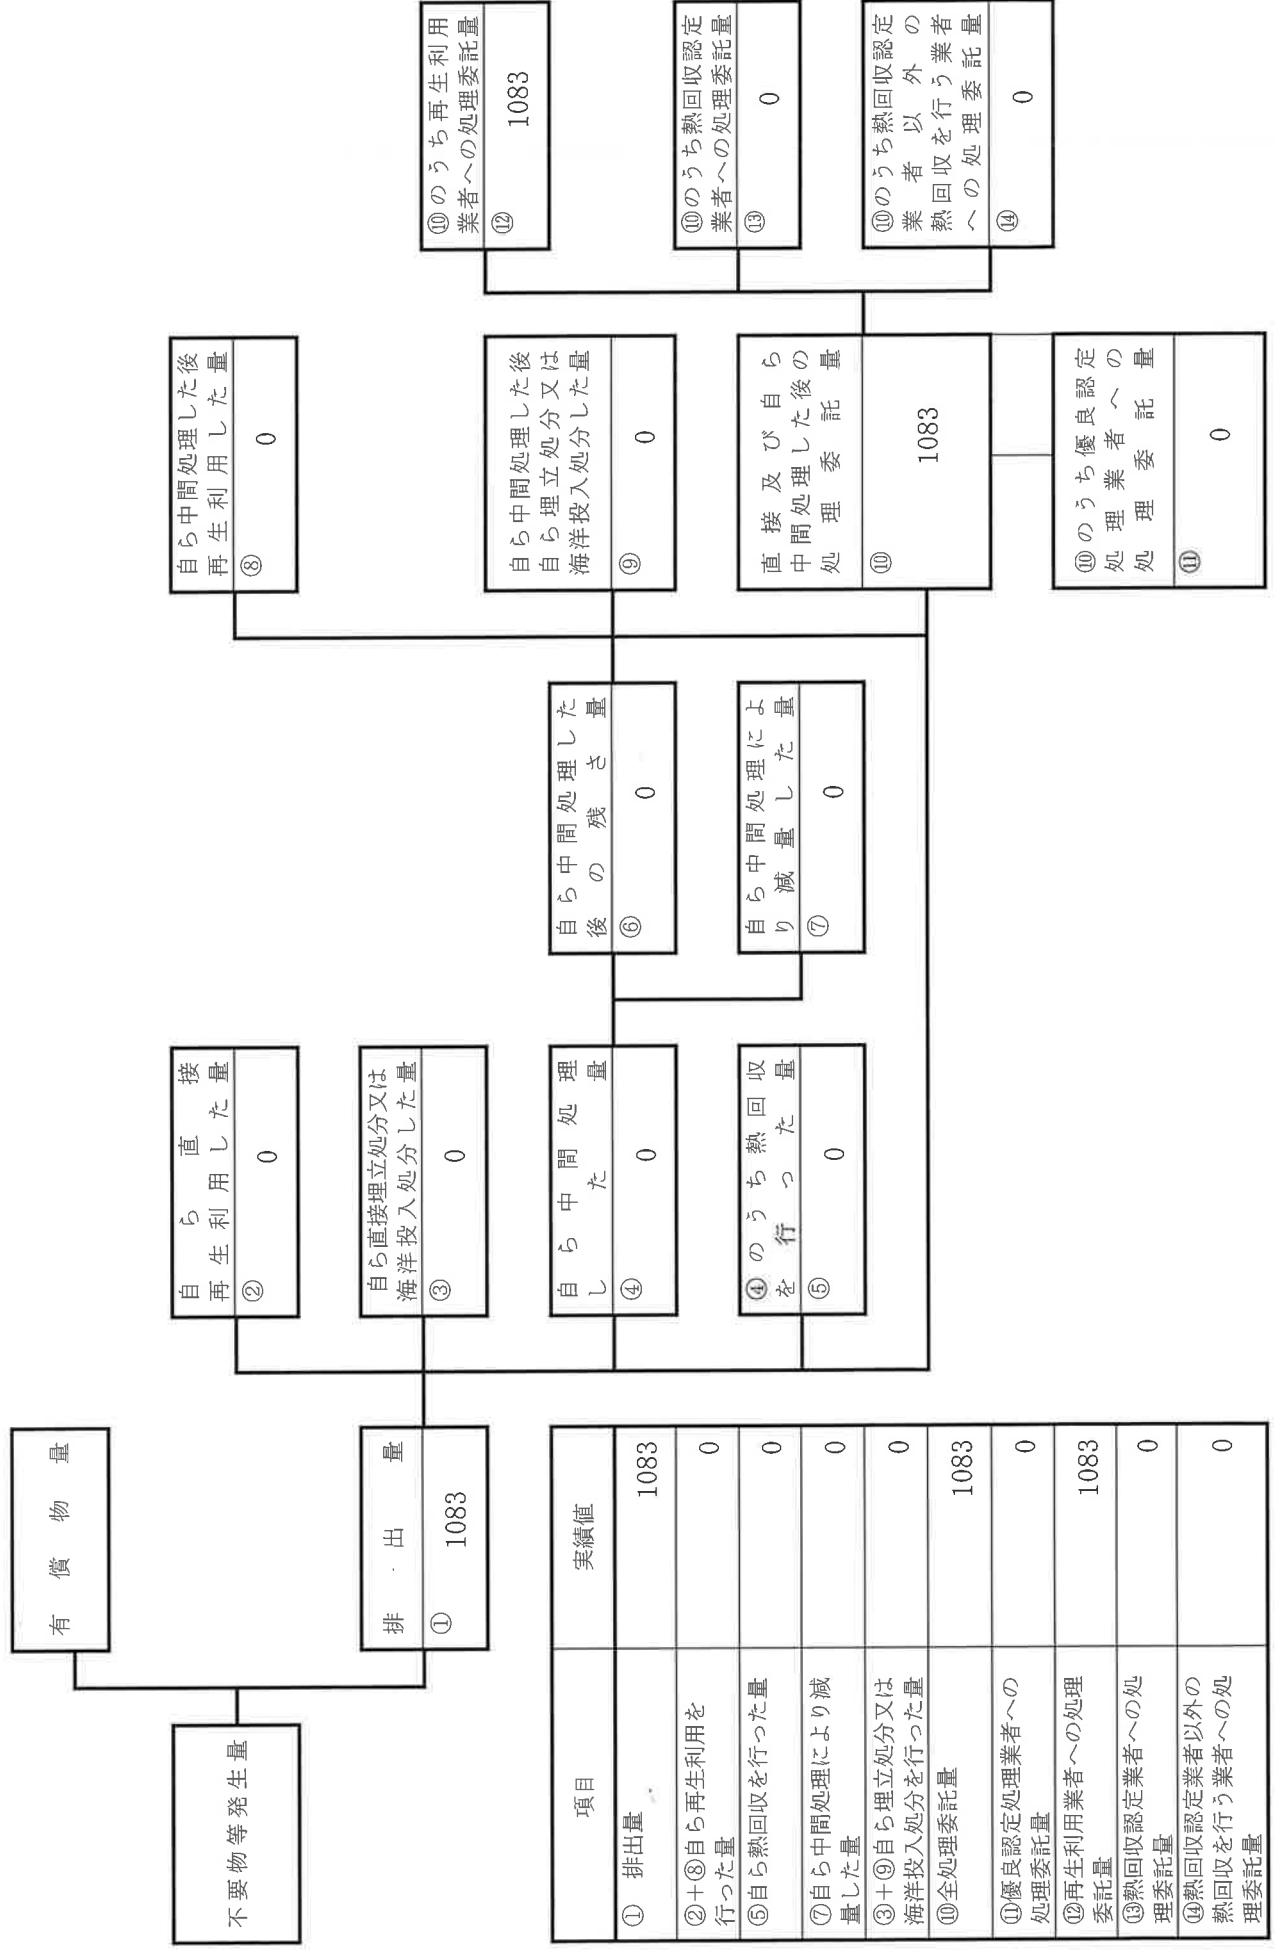 不要物等発生量
有償物量
排出量
①
1083
自ら直接
再生利用した量
②
0
自ら直接埋立処分又は
海洋投入処分した量
③
0
自ら中間処理
した量
④
0
④のうち熱回収
を行った量
⑤
0
自ら中間処理した
後の残さ量
⑥
0
自ら中間処理によ
り減量した量
⑦
0
自ら中間処理した後
再生利用した量
⑧
0
自ら中間処理した後
自ら埋立処分又は
海洋投入処分した量
⑨
0
直接及び自ら
中間処理した後の
処理委託量
⑩
1083
⑩のうち優良認定
処理業者への
処理委託量
⑪
0
⑩のうち再生利用
業者への処理委託量
⑫
1083
⑩のうち熱回収認定
業者への処理委託量
⑬
0
⑩のうち熱回収認定
業者以外の
熱回収を行う業者
への処理委託量
⑭
0
項目 実績値
① 排出量 1083
②+⑧自ら再生利用を
行った量 0
⑤自ら熱回収を行った量 0
⑦自ら中間処理により減
量した量 0
③+⑨自ら埋立処分又は
海洋投入処分を行った量 0
⑩全処理委託量 1083
⑪優良認定処理業者への
処理委託量 0
⑫再生利用業者への処理
委託量 1083
⑬熱回収認定業者への処
理委託量 0
⑭熱回収認定業者以外の
熱回収を行う業者への処
理委託量 0